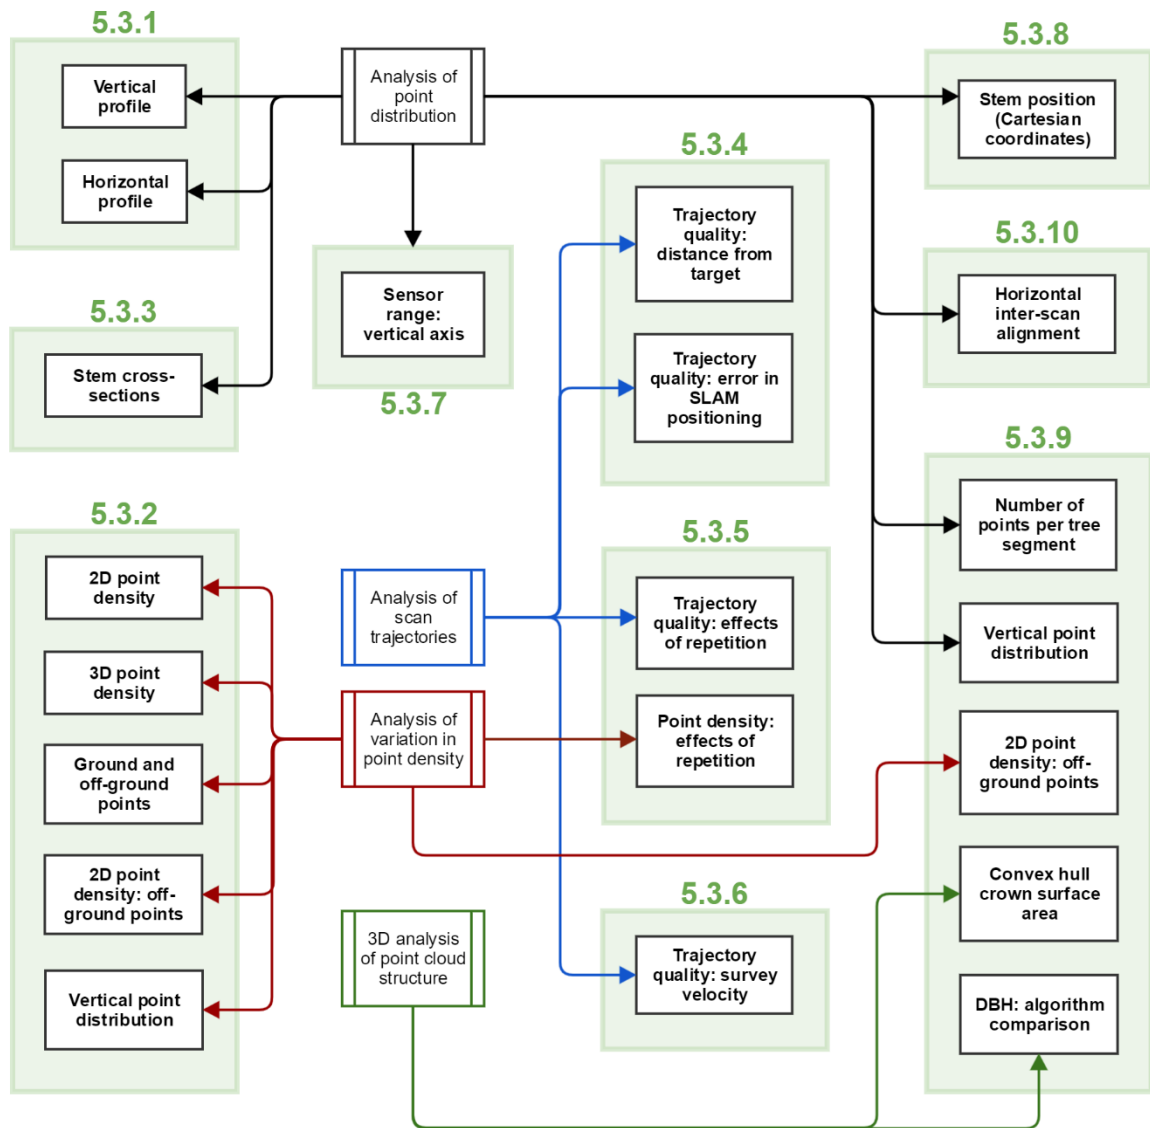 5.3.1
Vertical
profile
Horizontal
profile
Analysis of
point
distribution
5.3.8
Stem position
(Cartesian
coordinates)
5.3.4
Trajectory
quality:
distance from
target
Trajectory
quality: error in
SLAM
positioning
5.3.10
Horizontal
inter-scan
alignment
Sensor
range:
vertical axis
5.3.7
5.3.3
Stem cross-
sections
5.3.9
Number of
points per tree
segment
Vertical point
distribution
2D point
density: off-
ground points
Convex hull
crown surface
area
DBH: algorithm
comparison
5.3.2
2D point
density
3D point
density
Ground and
off-ground
points
2D point
density: off-
ground points
Vertical point
distribution
Analysis of
scan
trajectories
Analysis of
variation in
point density
3D analysis
of point cloud
structure
5.3.5
Trajectory
quality: effects
of repetition
Point density:
effects of
repetition
5.3.6
Trajectory
quality: survey
velocity